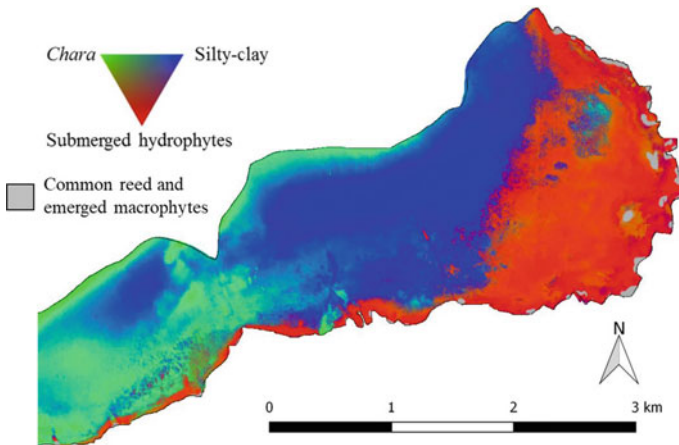 Chara Silty-clay
Submerged hydrophytes
Common reed and
emerged macrophytes
N
0 1 2 3 km